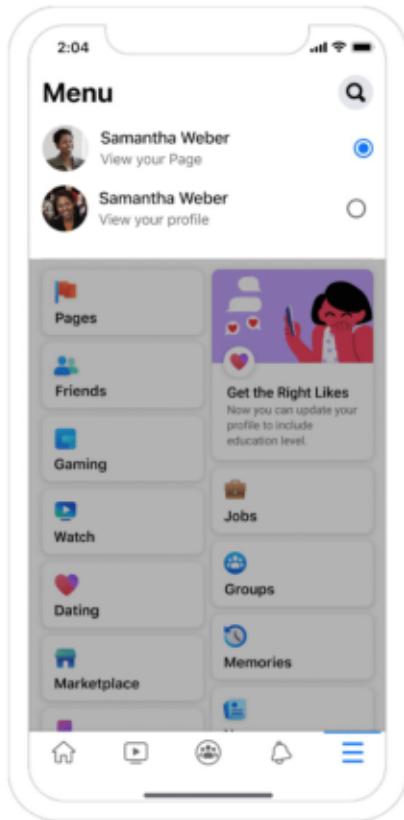 2:04
Menu
Samantha Weber
View your Page
Samantha Weber
View your profile
Pages
Friends
Gaming
Watch
Dating
Marketplace
Get the Right Likes
Now you can update your
profile to include
education level.
Jobs
Groups
Memories